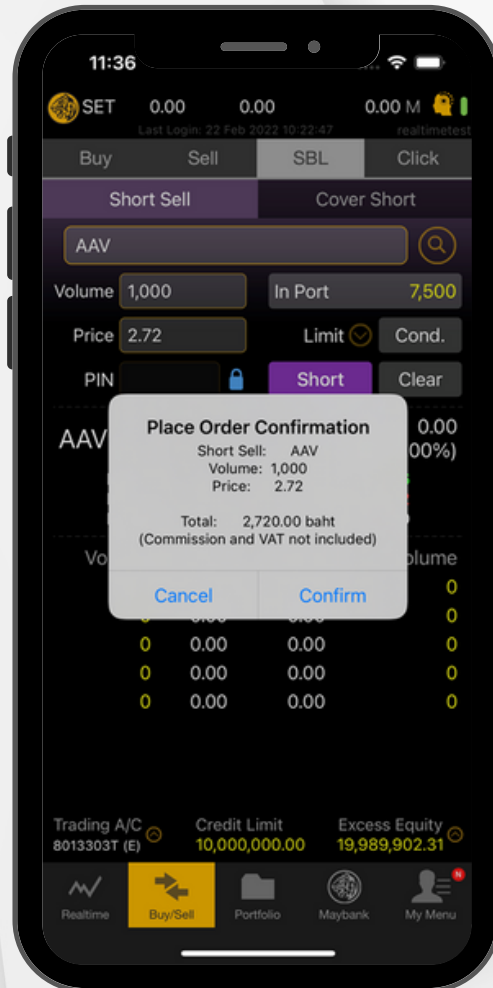 11:36
SET 0.00 0.00 0.00 M
Last Login: 22 Feb 2022 10:22:47 realtimetest
Buy Sell SBL Click
Short Sell Cover Short
AAV
Volume 1,000 In Port 7,500
Price 2.72 Limit Cond.
PIN Short Clear
AAV 0.00
00%)
Place Order Confirmation
Short Sell: AAV
Volume: 1,000
Price: 2.72
Total: 2,720.00 baht
(Commission and VAT not included)
Cancel Confirm
Vo olume
0
0 0.00 0.00 0
0 0.00 0.00 0
0 0.00 0.00 0
0 0.00 0.00 0
Trading A/C Credit Limit Excess Equity
8013303T (E) 10,000,000.00 19,989,902.31
N
Realtime Buy/Sell Portfolio Maybank My Menu